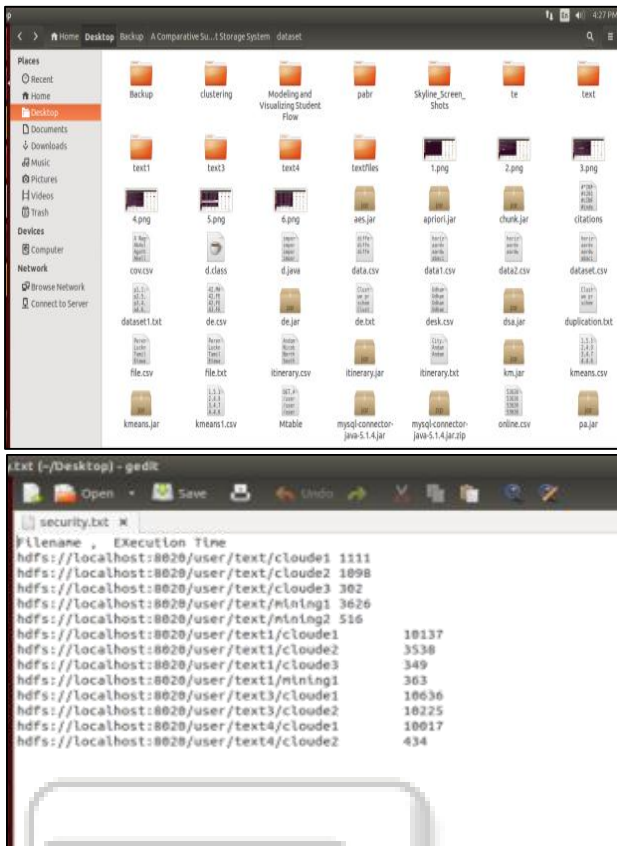 4:27 PM
Home Desktop Backup A Comparative Su...t Storage System dataset
Places
Recent
Home
Desktop
Documents
Downloads
Music
Pictures
Videos
Trash
Devices
Computer
Network
Browse Network
Connect to Server
Backup clustering Modeling and Visualizing Student Flow pabr Skyline_Screen_Shots te text
text1 text3 text4 textfiles 1.png 2.png 3.png
4.png 5.png 6.png aes.jar apriori.jar chunk.jar citations
cov.csv d.class d.java data.csv data1.csv data2.csv dataset.csv
dataset1.txt de.csv de.jar de.txt desk.csv dsa.jar duplication.txt
file.csv file.txt itinerary.csv itinerary.jar itinerary.txt km.jar kmeans.csv
kmeans.jar kmeans1.csv Mtable mysql-connector-java-5.1.4.jar mysql-connector-java-5.1.4.jar.zip online.csv pa.jar
.txt (~/Desktop) - gedit
Open Save Undo
security.txt
Filename , EXecution Time
hdfs://localhost:8020/user/text/cloude1 1111
hdfs://localhost:8020/user/text/cloude2 1098
hdfs://localhost:8020/user/text/cloude3 302
hdfs://localhost:8020/user/text/mining1 3626
hdfs://localhost:8020/user/text/mining2 516
hdfs://localhost:8020/user/text1/cloude1 10137
hdfs://localhost:8020/user/text1/cloude2 3538
hdfs://localhost:8020/user/text1/cloude3 349
hdfs://localhost:8020/user/text1/mining1 363
hdfs://localhost:8020/user/text3/cloude1 10636
hdfs://localhost:8020/user/text3/cloude2 10225
hdfs://localhost:8020/user/text4/cloude1 10017
hdfs://localhost:8020/user/text4/cloude2 434